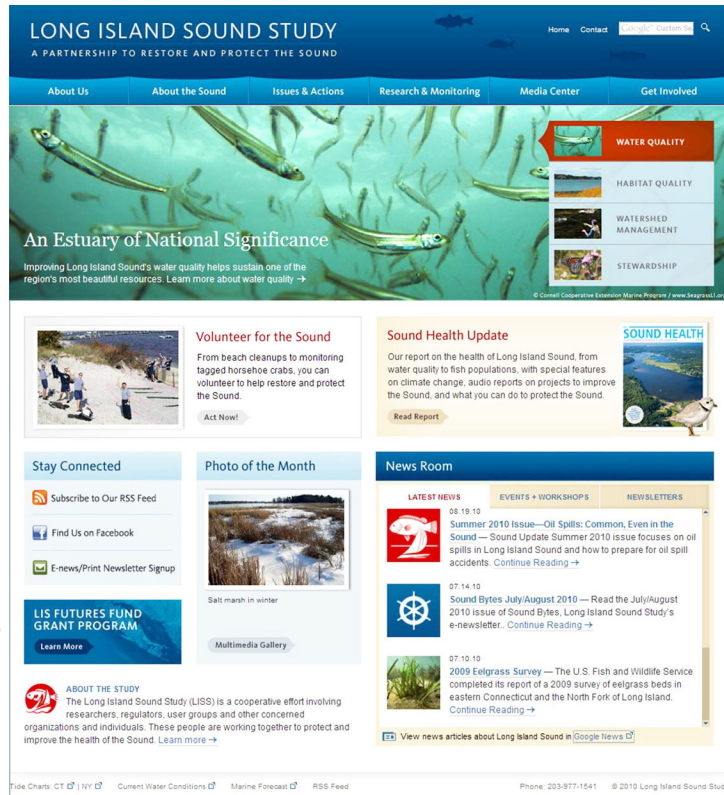 LONG ISLAND SOUND STUDY
A PARTNERSHIP TO RESTORE AND PROTECT THE SOUND
Home Contact Google™ Custom Se
About Us About the Sound Issues & Actions Research & Monitoring Media Center Get Involved
WATER QUALITY
HABITAT QUALITY
WATERSHED
MANAGEMENT
STEWARDSHIP
An Estuary of National Significance
Improving Long Island Sound's water quality helps sustain one of the
region's most beautiful resources. Learn more about water quality →
© Cornell Cooperative Extension Marine Program / www.SeagrassLI.or
Volunteer for the Sound
From beach cleanups to monitoring
tagged horsehoe crabs, you can
volunteer to help restore and protect
the Sound.
Act Now!
Sound Health Update
Our report on the health of Long Island Sound, from
water quality to fish populations, with special features
on climate change, audio reports on projects to improve
the Sound, and what you can do to protect the Sound.
Read Report
SOUND HEALTH
Stay Connected
Subscribe to Our RSS Feed
Find Us on Facebook
E-news/Print Newsletter Signup
LIS FUTURES FUND
GRANT PROGRAM
Learn More
Photo of the Month
Salt marsh in winter
Multimedia Gallery
News Room
LATEST NEWS EVENTS + WORKSHOPS NEWSLETTERS
08.19.10
Summer 2010 Issue—Oil Spills: Common, Even in the
Sound — Sound Update Summer 2010 issue focuses on oil
spills in Long Island Sound and how to prepare for oil spill
accidents. Continue Reading →
07.14.10
Sound Bytes July/August 2010 — Read the July/August
2010 issue of Sound Bytes, Long Island Sound Study's
e-newsletter.. Continue Reading →
07.10.10
2009 Eelgrass Survey — The U.S. Fish and Wildlife Service
completed its report of a 2009 survey of eelgrass beds in
eastern Connecticut and the North Fork of Long Island.
Continue Reading →
View news articles about Long Island Sound in Google News
ABOUT THE STUDY
The Long Island Sound Study (LISS) is a cooperative effort involving
researchers, regulators, user groups and other concerned
organizations and individuals. These people are working together to protect and
improve the health of the Sound. Learn more →
Tide Charts: CT | NY Current Water Conditions Marine Forecast RSS Feed Phone: 203-977-1541 © 2010 Long Island Sound Stud